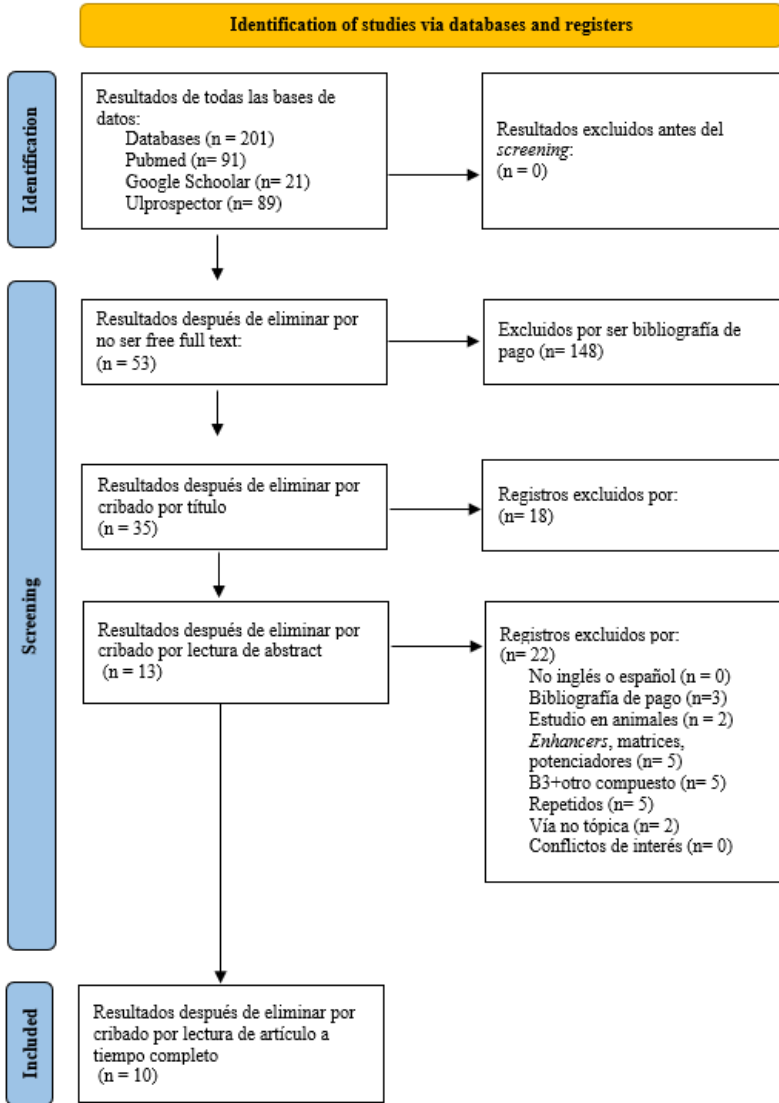 Identification of studies via databases and registers
Identification
Resultados de todas las bases de
datos:
Databases (n = 201)
Pubmed (n= 91)
Google Schoolar (n= 21)
Ulprospector (n= 89)
Resultados excluidos antes del
screening:
(n = 0)
Screening
Resultados después de eliminar por
no ser free full text:
(n = 53)
Excluidos por ser bibliografía de
pago (n= 148)
Resultados después de eliminar por
cribado por título
(n = 35)
Registros excluidos por:
(n= 18)
Resultados después de eliminar por
cribado por lectura de abstract
(n = 13)
Registros excluidos por:
(n= 22)
No inglés o español (n = 0)
Bibliografía de pago (n=3)
Estudio en animales (n = 2)
Enhancers, matrices,
potenciadores (n= 5)
B3+otro compuesto (n= 5)
Repetidos (n= 5)
Vía no tópica (n= 2)
Conflictos de interés (n= 0)
Included
Resultados después de eliminar por
cribado por lectura de artículo a
tiempo completo
(n = 10)